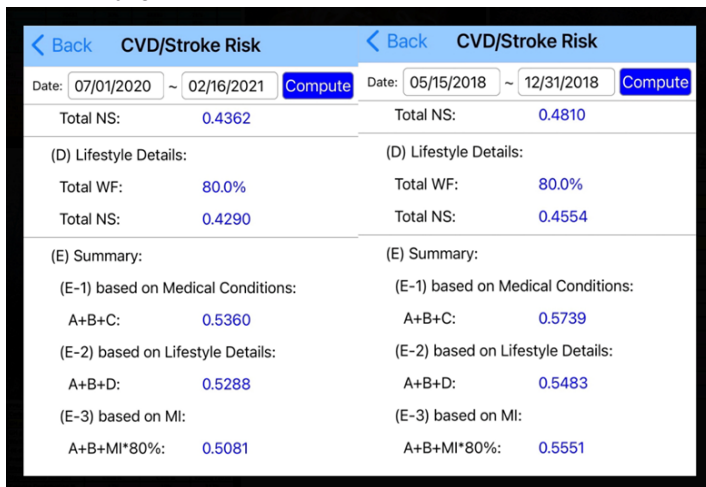 Back CVD/Stroke Risk
Date: 07/01/2020 ~ 02/16/2021 Compute
Total NS: 0.4362
(D) Lifestyle Details:
Total WF: 80.0%
Total NS: 0.4290
(E) Summary:
(E-1) based on Medical Conditions:
A+B+C: 0.5360
(E-2) based on Lifestyle Details:
A+B+D: 0.5288
(E-3) based on MI:
A+B+MI*80%: 0.5081
Back CVD/Stroke Risk
Date: 05/15/2018 ~ 12/31/2018 Compute
Total NS: 0.4810
(D) Lifestyle Details:
Total WF: 80.0%
Total NS: 0.4554
(E) Summary:
(E-1) based on Medical Conditions:
A+B+C: 0.5739
(E-2) based on Lifestyle Details:
A+B+D: 0.5483
(E-3) based on MI:
A+B+MI*80%: 0.5551